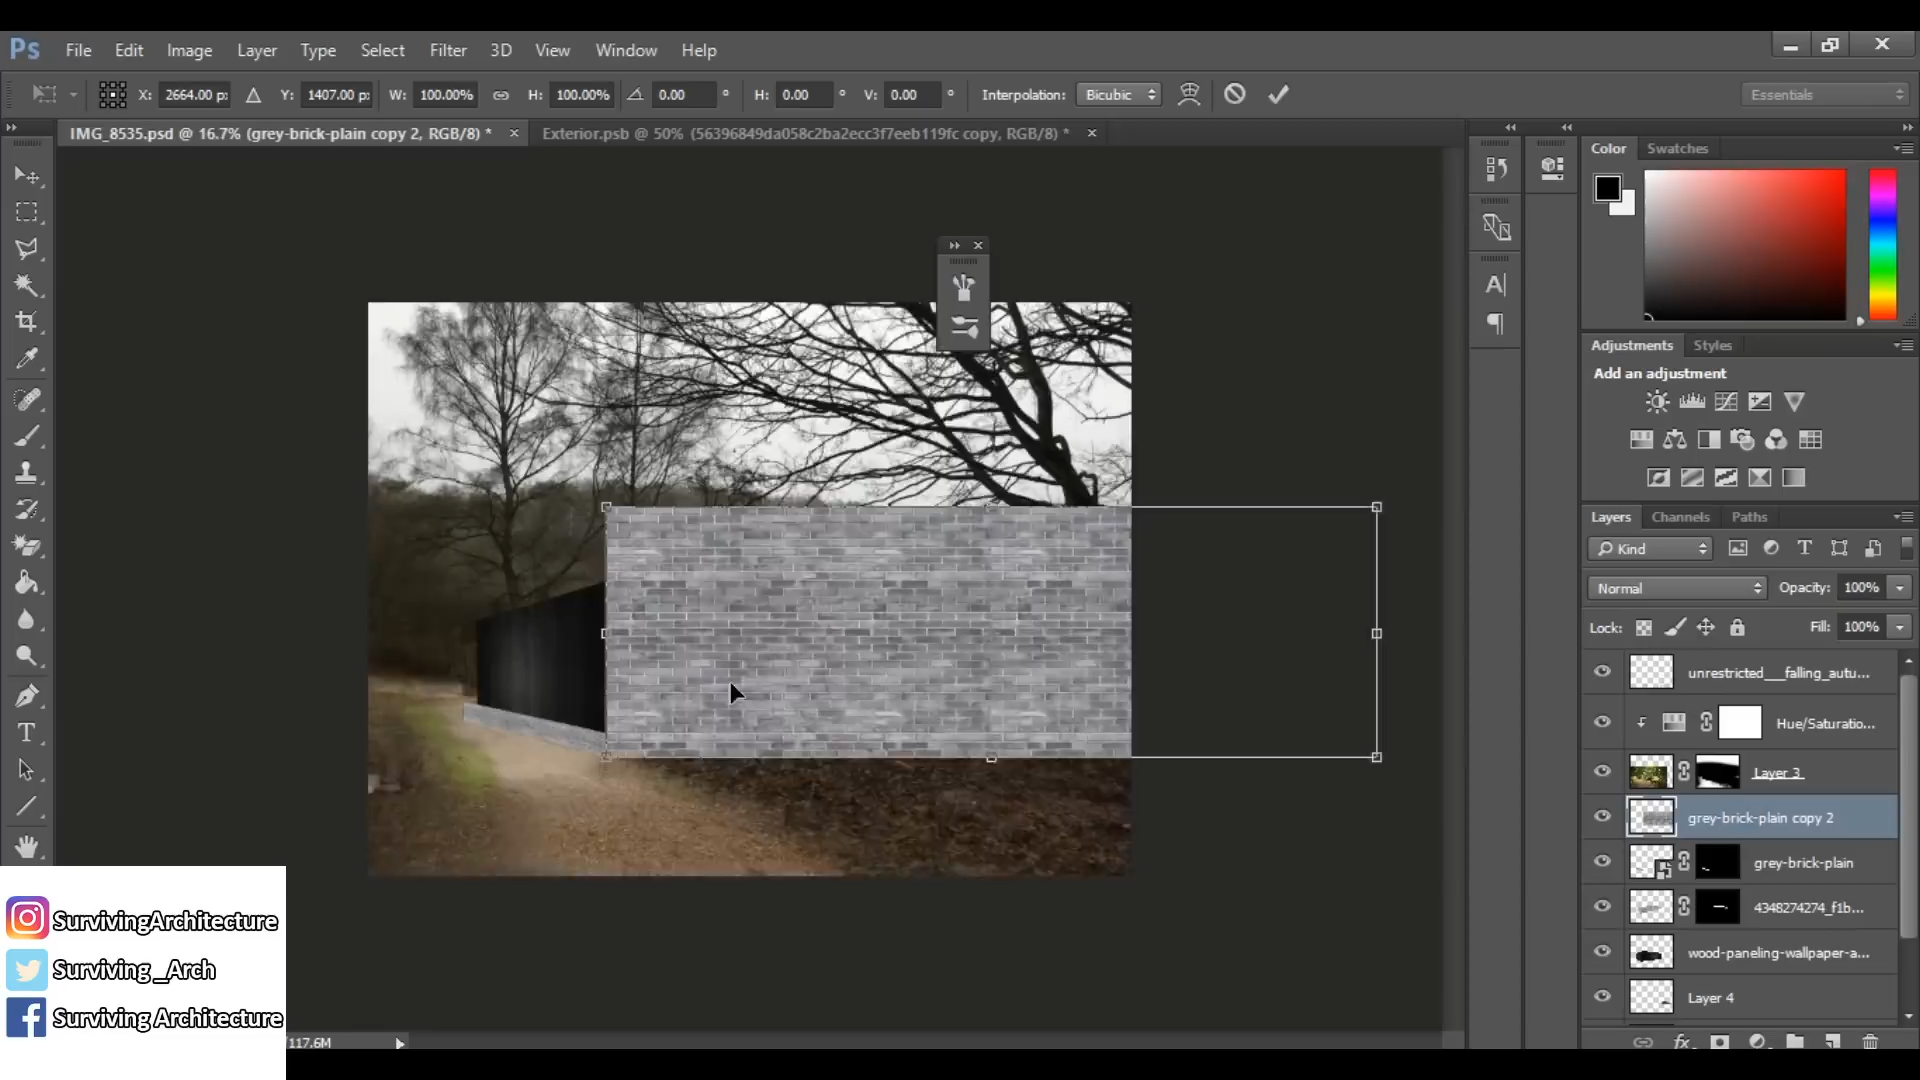 Ps File Edit Image Layer Type Select Filter 3D View Window Help
X: 2664.00 p Y: 1407.00 p W: 100.00% H: 100.00% 0.00 ° H: 0.00 ° V: 0.00 ° Interpolation: Bicubic Essentials
IMG_8535.psd @ 16.7% (grey-brick-plain copy 2, RGB/8) * × Exterior.psb @ 50% (56396849da058c2ba2ecc3f7eeb119fc copy, RGB/8) * ×
Color Swatches
Adjustments Styles
Add an adjustment
Layers Channels Paths
Kind
Normal Opacity: 100%
Lock: Fill: 100%
unrestricted___falling_autu...
Hue/Saturatio...
Layer 3
grey-brick-plain copy 2
grey-brick-plain
4348274274_f1b...
wood-paneling-wallpaper-a...
Layer 4
fx
SurvivingArchitecture
Surviving_Arch
Surviving Architecture
/117.6M